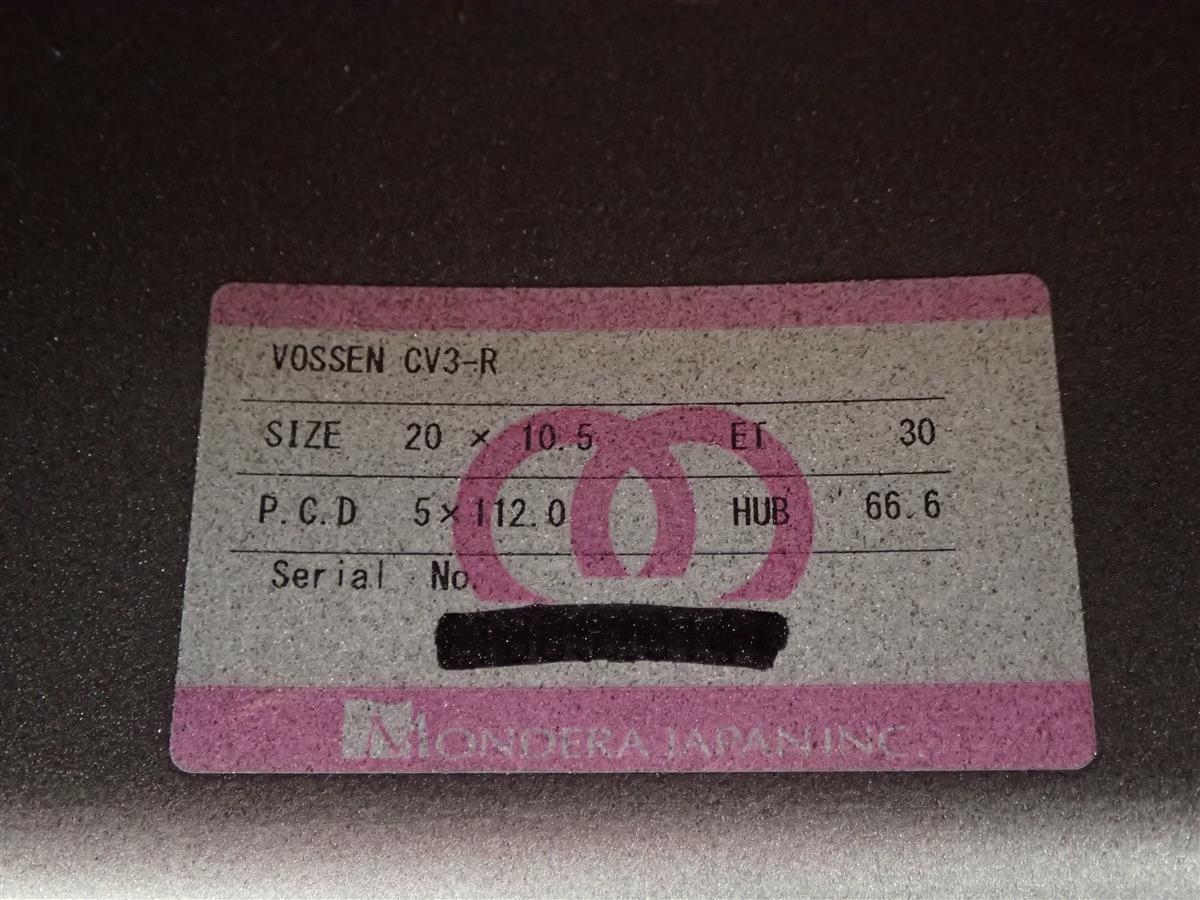 VOSSEN CV3-R
SIZE 20 × 10.5 ET 30
P.C.D 5×112.0 HUB 66.6
Serial No.
MONDERA JAPAN.INC.